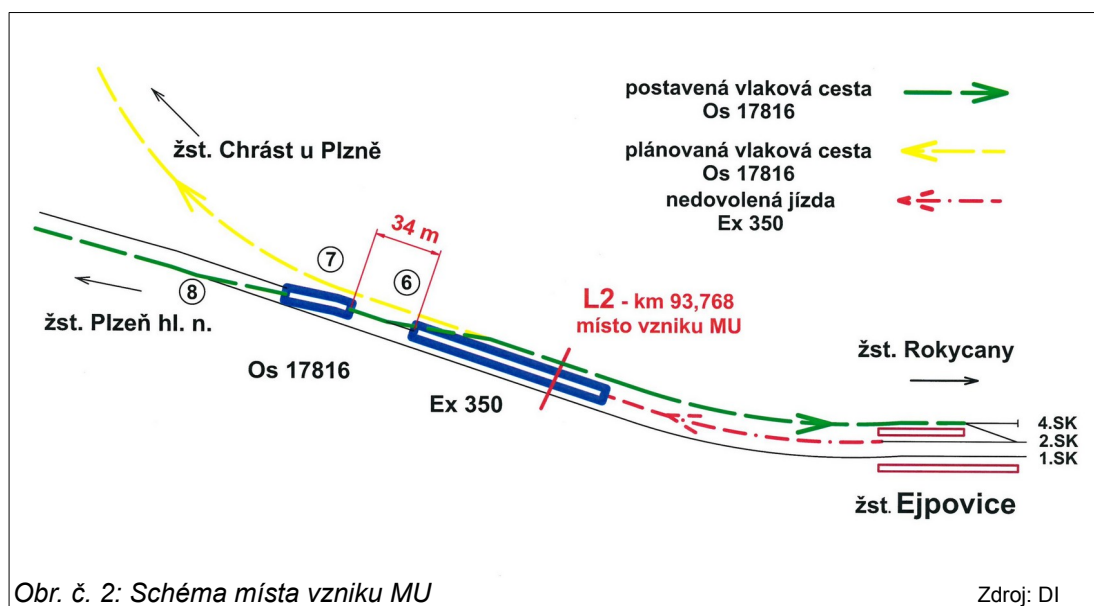 postavená vlaková cesta
Os 17816
plánovaná vlaková cesta
Os 17816
nedovolená jízda
Ex 350
žst. Chrást u Plzně
34 m
7
6
8
žst. Plzeň hl. n.
L2 - km 93,768
místo vzniku MU
Os 17816
Ex 350
žst. Rokycany
4.SK
2.SK
1.SK
žst. Ejpovice
Obr. č. 2: Schéma místa vzniku MU
Zdroj: DI